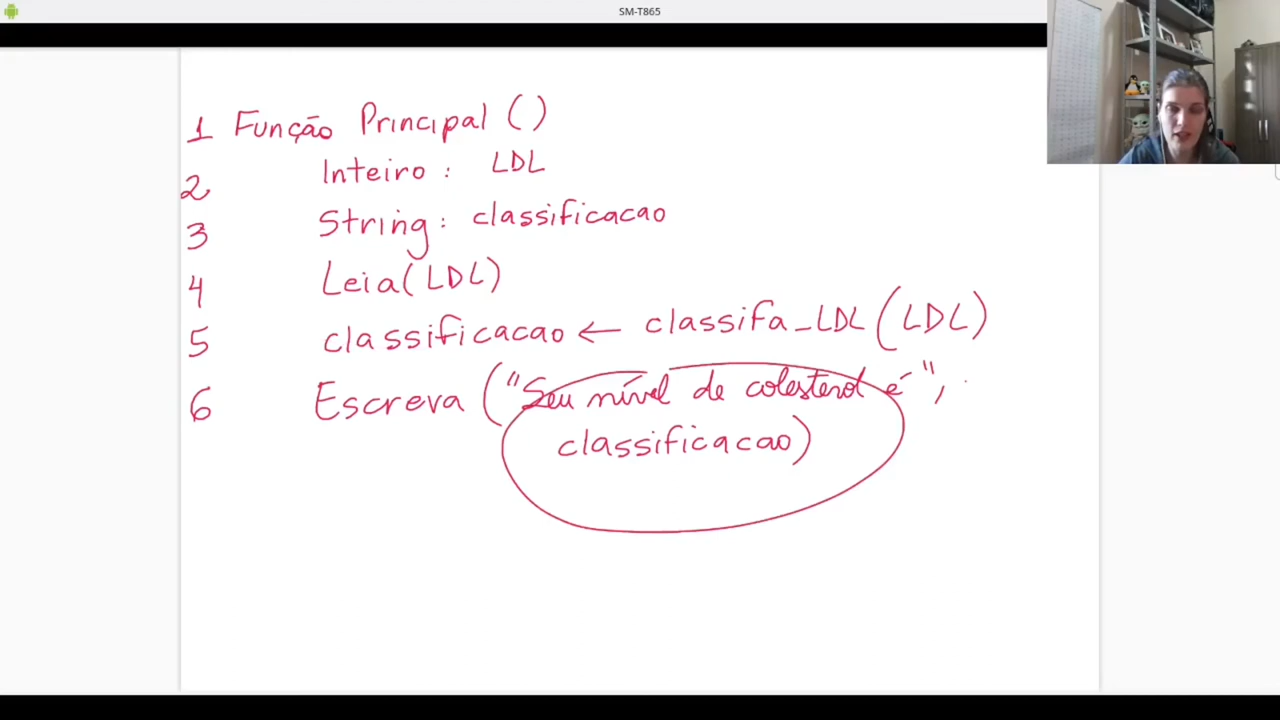 SM-T865
1 Função Principal ()
2 Inteiro : LDL
3 String : classificacao
4 Leia(LDL)
5 classificacao ← classifa_LDL (LDL)
6 Escreva ("Seu nível de colesterol é",
classificacao)